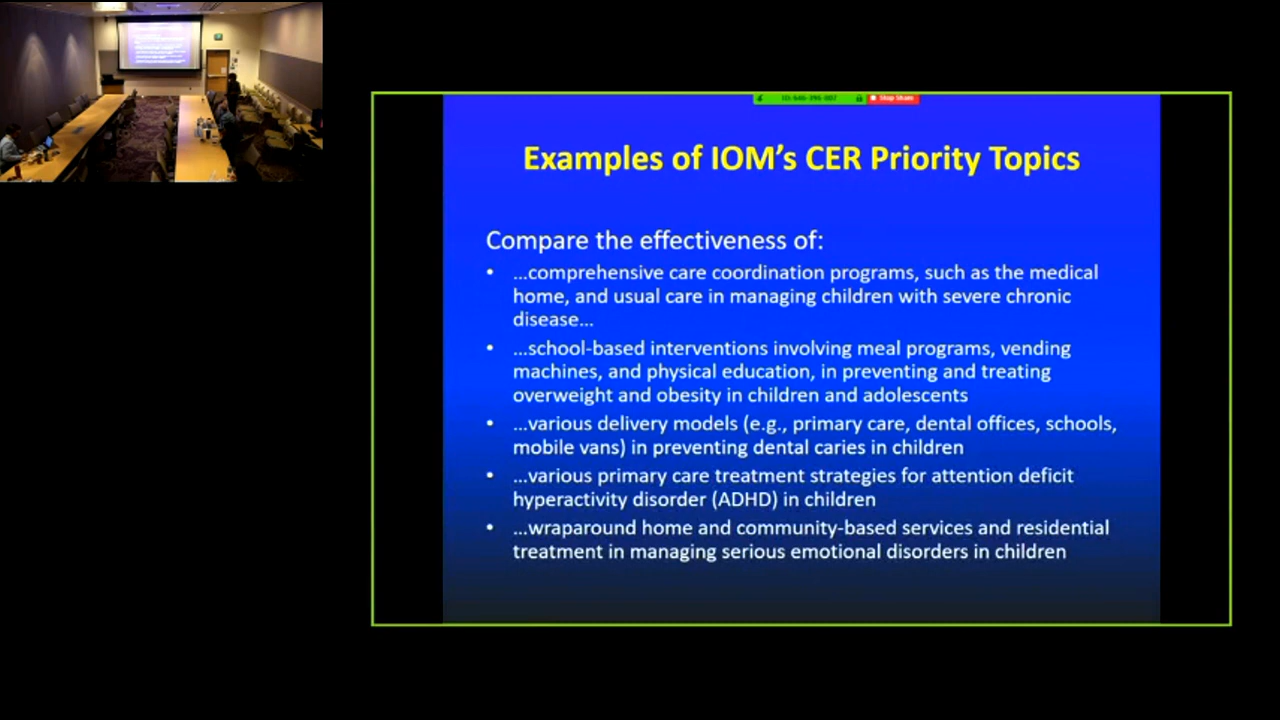 Stop Share
Examples of IOM's CER Priority Topics
Compare the effectiveness of:
• ...comprehensive care coordination programs, such as the medical
home, and usual care in managing children with severe chronic
disease...
• ...school-based interventions involving meal programs, vending
machines, and physical education, in preventing and treating
overweight and obesity in children and adolescents
• ...various delivery models (e.g., primary care, dental offices, schools,
mobile vans) in preventing dental caries in children
• ...various primary care treatment strategies for attention deficit
hyperactivity disorder (ADHD) in children
• ...wraparound home and community-based services and residential
treatment in managing serious emotional disorders in children